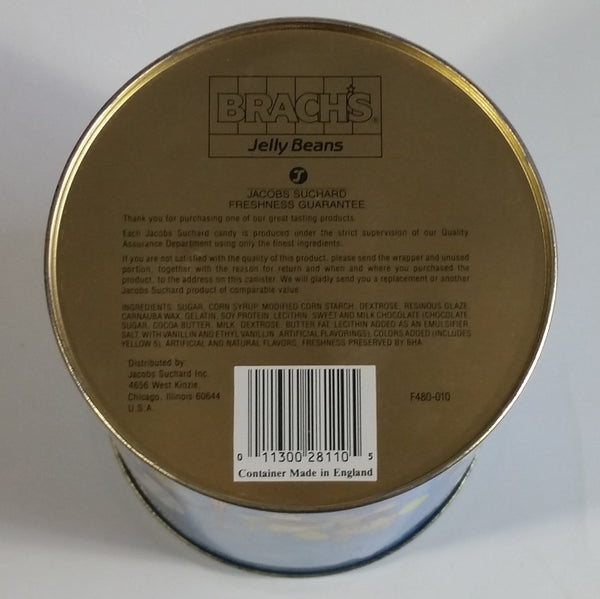 BRACH'S®
Jelly Beans
J
JACOBS SUCHARD
FRESHNESS GUARANTEE
Thank you for purchasing one of our great tasting products.
Each Jacobs Suchard candy is produced under the strict supervision of our Quality
Assurance Department using only the finest ingredients.
If you are not satisfied with the quality of this product, please send the wrapper and unused
portion, together with the reason for return and when and where you purchased the
product, to the address on this canister. We will gladly send you a replacement or another
Jacobs Suchard product of comparable value.
INGREDIENTS: SUGAR, CORN SYRUP, MODIFIED CORN STARCH, DEXTROSE, RESINOUS GLAZE,
CARNAUBA WAX, GELATIN, SOY PROTEIN, LECITHIN, SWEET AND MILK CHOCOLATE (CHOCOLATE
SUGAR, COCOA BUTTER, MILK, DEXTROSE, BUTTER FAT, LECITHIN ADDED AS AN EMULSIFIER,
SALT, WITH VANILLIN AND ETHYL VANILLIN, ARTIFICIAL FLAVORINGS), COLORS ADDED (INCLUDES
YELLOW 5), ARTIFICIAL AND NATURAL FLAVORS. FRESHNESS PRESERVED BY BHA.
Distributed by:
Jacobs Suchard Inc.
4656 West Kinzie,
Chicago, Illinois 60644
U.S.A.
F480-010
0 11300 28110 5
Container Made in England